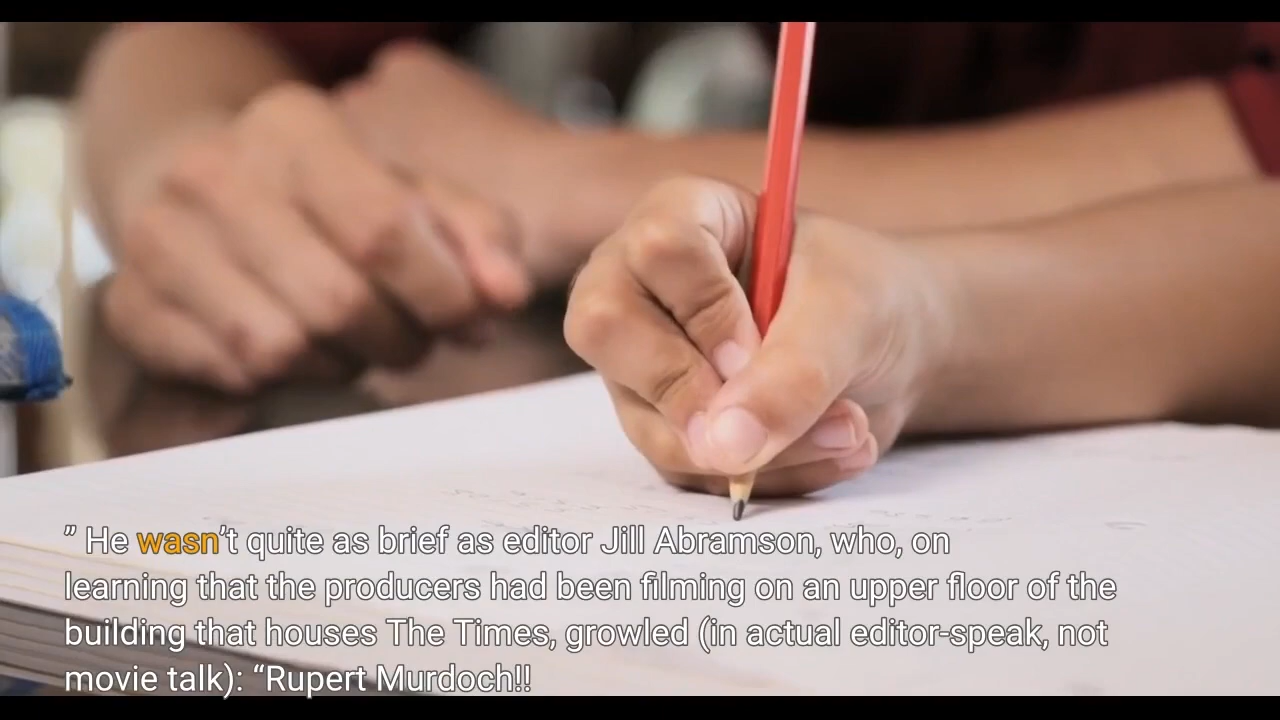 ” He wasn’t quite as brief as editor Jill Abramson, who, on
learning that the producers had been filming on an upper floor of the
building that houses The Times, growled (in actual editor-speak, not
movie talk): “Rupert Murdoch!!